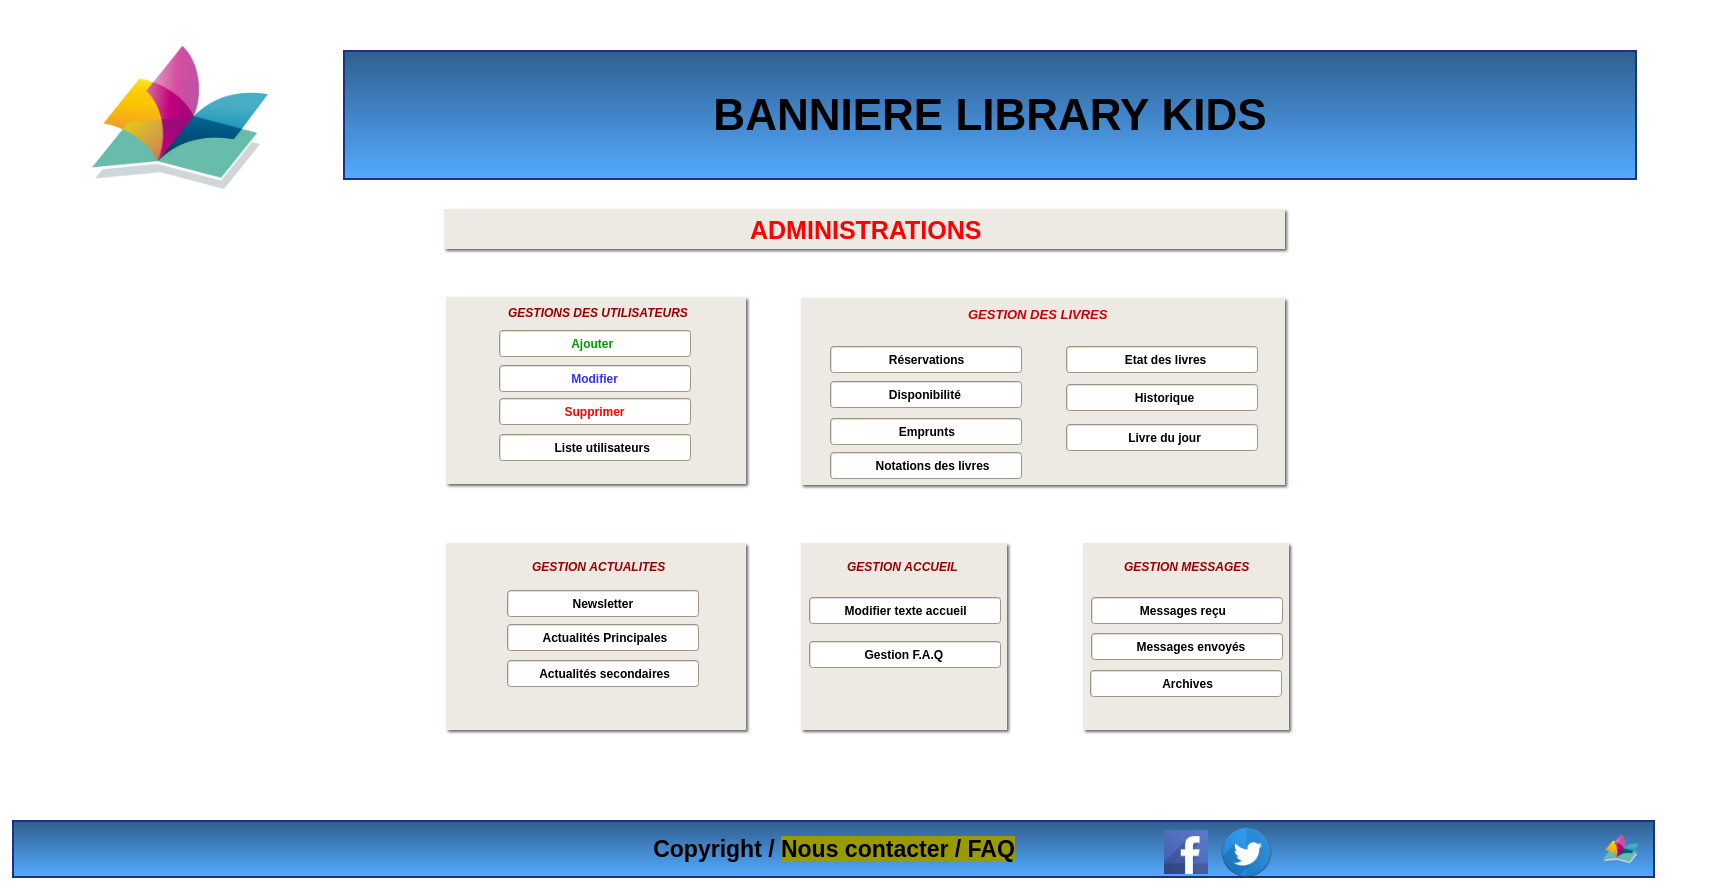 BANNIERE LIBRARY KIDS
ADMINISTRATIONS
GESTIONS DES UTILISATEURS
Ajouter
Modifier
Supprimer
Liste utilisateurs
GESTION DES LIVRES
Réservations
Disponibilité
Emprunts
Notations des livres
Etat des livres
Historique
Livre du jour
GESTION ACTUALITES
Newsletter
Actualités Principales
Actualités secondaires
GESTION ACCUEIL
Modifier texte accueil
Gestion F.A.Q
GESTION MESSAGES
Messages reçu
Messages envoyés
Archives
Copyright / Nous contacter / FAQ